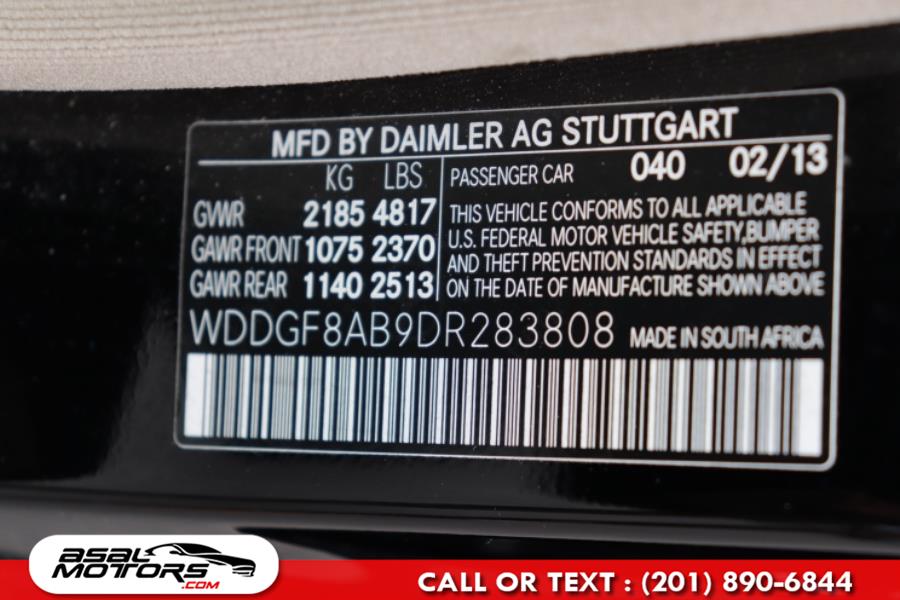 MFD BY DAIMLER AG STUTTGART
KG LBS
GVWR 2185 4817
GAWR FRONT 1075 2370
GAWR REAR 1140 2513
PASSENGER CAR 040 02/13
THIS VEHICLE CONFORMS TO ALL APPLICABLE
U.S. FEDERAL MOTOR VEHICLE SAFETY,BUMPER
AND THEFT PREVENTION STANDARDS IN EFFECT
ON THE DATE OF MANUFACTURE SHOWN ABOVE
WDDGF8AB9DR283808 MADE IN SOUTH AFRICA
ASAL
MOTORS.COM
CALL OR TEXT : (201) 890-6844